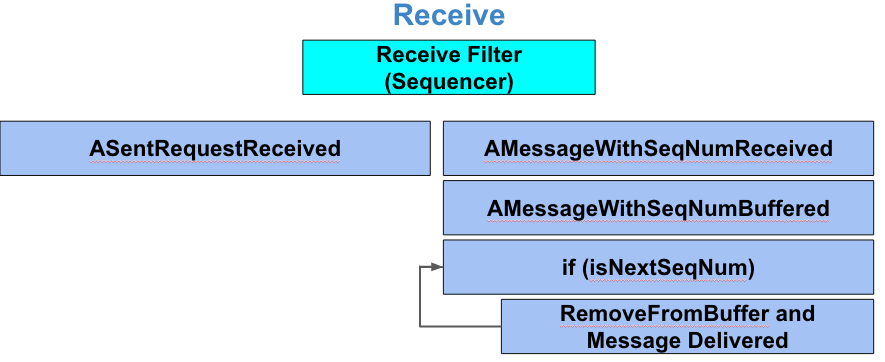 Receive
Receive Filter
(Sequencer)
ASentRequestReceived
AMessageWithSeqNumReceived
AMessageWithSeqNumBuffered
if (isNextSeqNum)
RemoveFromBuffer and
Message Delivered